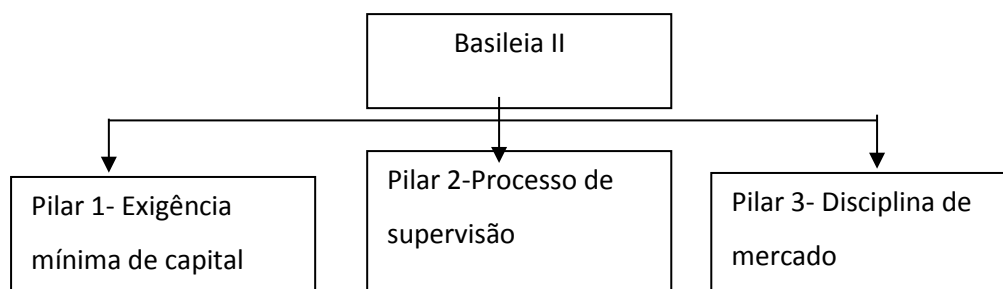 Basileia II
Pilar 1- Exigência
mínima de capital
Pilar 2-Processo de
supervisão
Pilar 3- Disciplina de
mercado